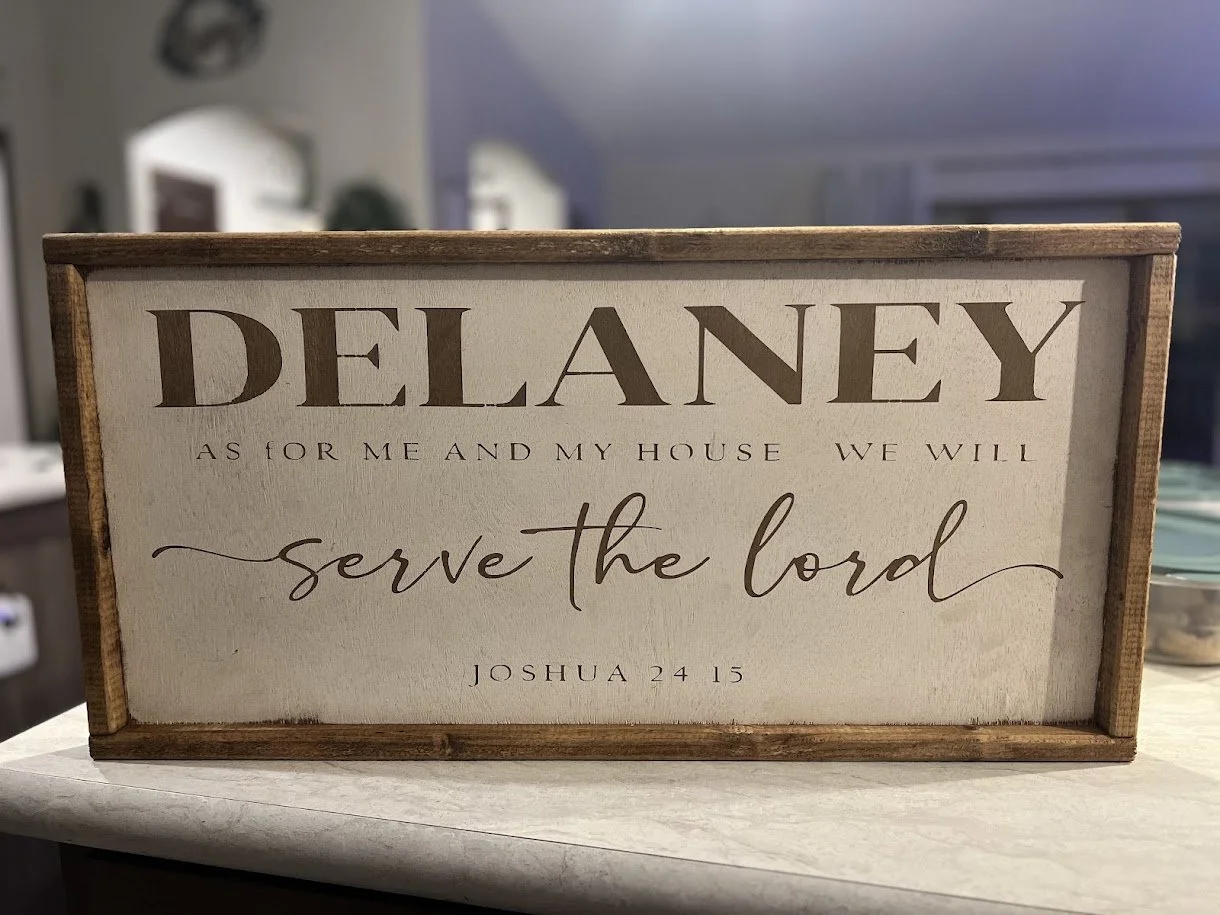 DELANEY
AS fOR ME AND MY HOUSE WE WILL
serve the lord
JOSHUA 24 15